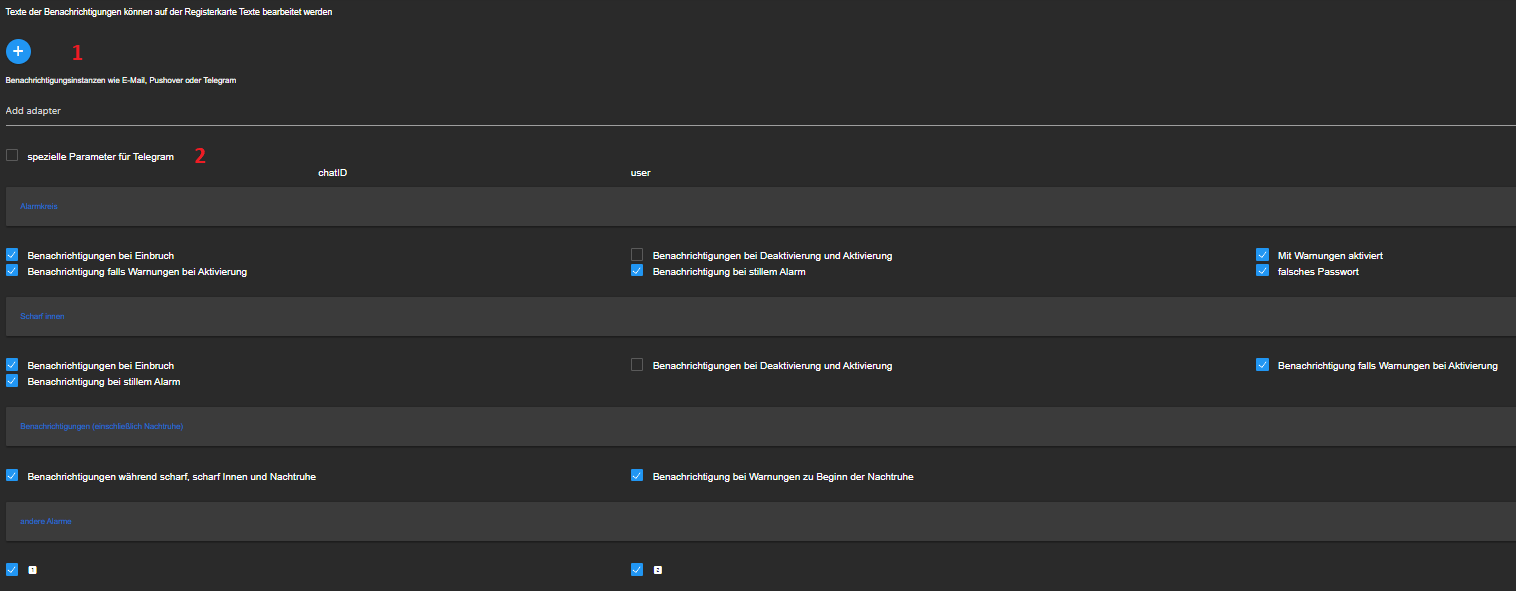 Texte der Benachrichtigungen können auf der Registerkarte Texte bearbeitet werden
1
Benachrichtigungsinstanzen wie E-Mail, Pushover oder Telegram
Add adapter
spezielle Parameter für Telegram 2
chatID user
Alarmkreis
Benachrichtigungen bei Einbruch Benachrichtigungen bei Deaktivierung und Aktivierung Mit Warnungen aktiviert
Benachrichtigung falls Warnungen bei Aktivierung Benachrichtigung bei stillem Alarm falsches Passwort
Scharf innen
Benachrichtigungen bei Einbruch Benachrichtigungen bei Deaktivierung und Aktivierung Benachrichtigung falls Warnungen bei Aktivierung
Benachrichtigung bei stillem Alarm
Benachrichtigungen (einschließlich Nachtruhe)
Benachrichtigungen während scharf, scharf Innen und Nachtruhe Benachrichtigung bei Warnungen zu Beginn der Nachtruhe
andere Alarme
1 2